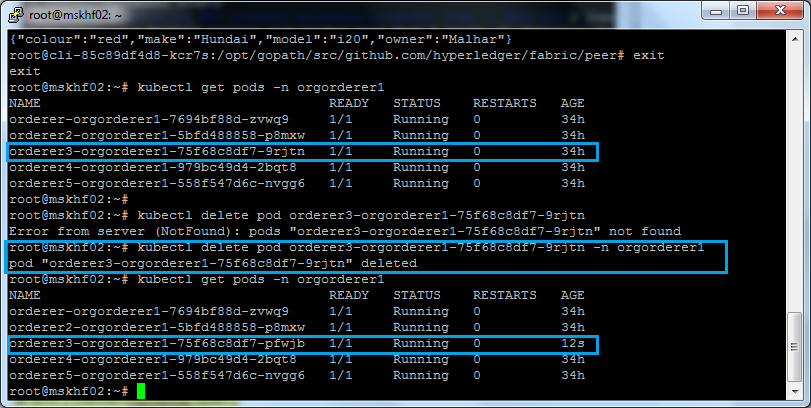 root@mskhf02: ~
{"colour":"red","make":"Hundai","model":"i20","owner":"Malhar"}
root@cli-85c89df4d8-kcr7s:/opt/gopath/src/github.com/hyperledger/fabric/peer# exit
exit
root@mskhf02:~# kubectl get pods -n orgorderer1
NAME READY STATUS RESTARTS AGE
orderer-orgorderer1-7694bf88d-zvwq9 1/1 Running 0 34h
orderer2-orgorderer1-5bfd488858-p8mxw 1/1 Running 0 34h
orderer3-orgorderer1-75f68c8df7-9rjtn 1/1 Running 0 34h
orderer4-orgorderer1-979bc49d4-2bqt8 1/1 Running 0 34h
orderer5-orgorderer1-558f547d6c-nvgg6 1/1 Running 0 34h
root@mskhf02:~#
root@mskhf02:~# kubectl delete pod orderer3-orgorderer1-75f68c8df7-9rjtn
Error from server (NotFound): pods "orderer3-orgorderer1-75f68c8df7-9rjtn" not found
root@mskhf02:~# kubectl delete pod orderer3-orgorderer1-75f68c8df7-9rjtn -n orgorderer1
pod "orderer3-orgorderer1-75f68c8df7-9rjtn" deleted
root@mskhf02:~# kubectl get pods -n orgorderer1
NAME READY STATUS RESTARTS AGE
orderer-orgorderer1-7694bf88d-zvwq9 1/1 Running 0 34h
orderer2-orgorderer1-5bfd488858-p8mxw 1/1 Running 0 34h
orderer3-orgorderer1-75f68c8df7-pfwjb 1/1 Running 0 12s
orderer4-orgorderer1-979bc49d4-2bqt8 1/1 Running 0 34h
orderer5-orgorderer1-558f547d6c-nvgg6 1/1 Running 0 34h
root@mskhf02:~#